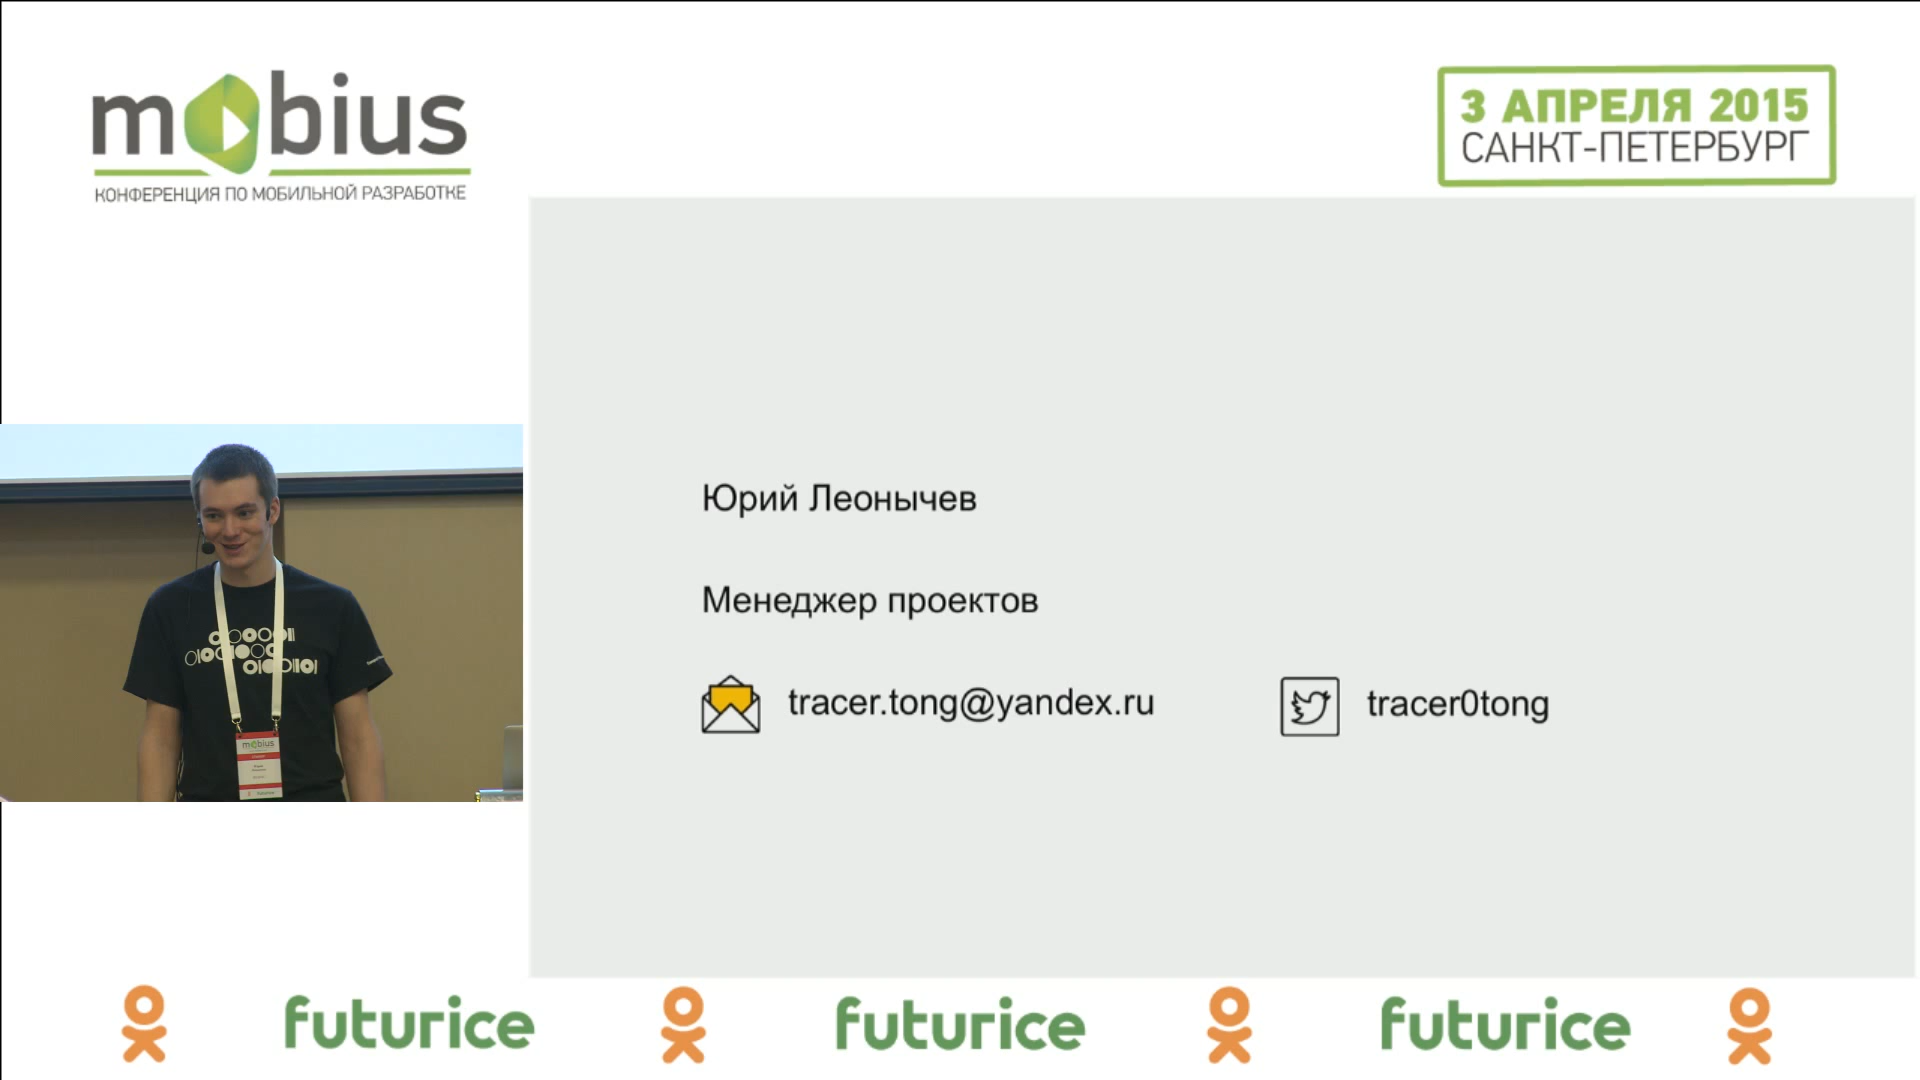 mobius
КОНФЕРЕНЦИЯ ПО МОБИЛЬНОЙ РАЗРАБОТКЕ
3 АПРЕЛЯ 2015
САНКТ-ПЕТЕРБУРГ
Юрий Леонычев
Менеджер проектов
tracer.tong@yandex.ru
tracer0tong
mobius
futurice futurice futurice